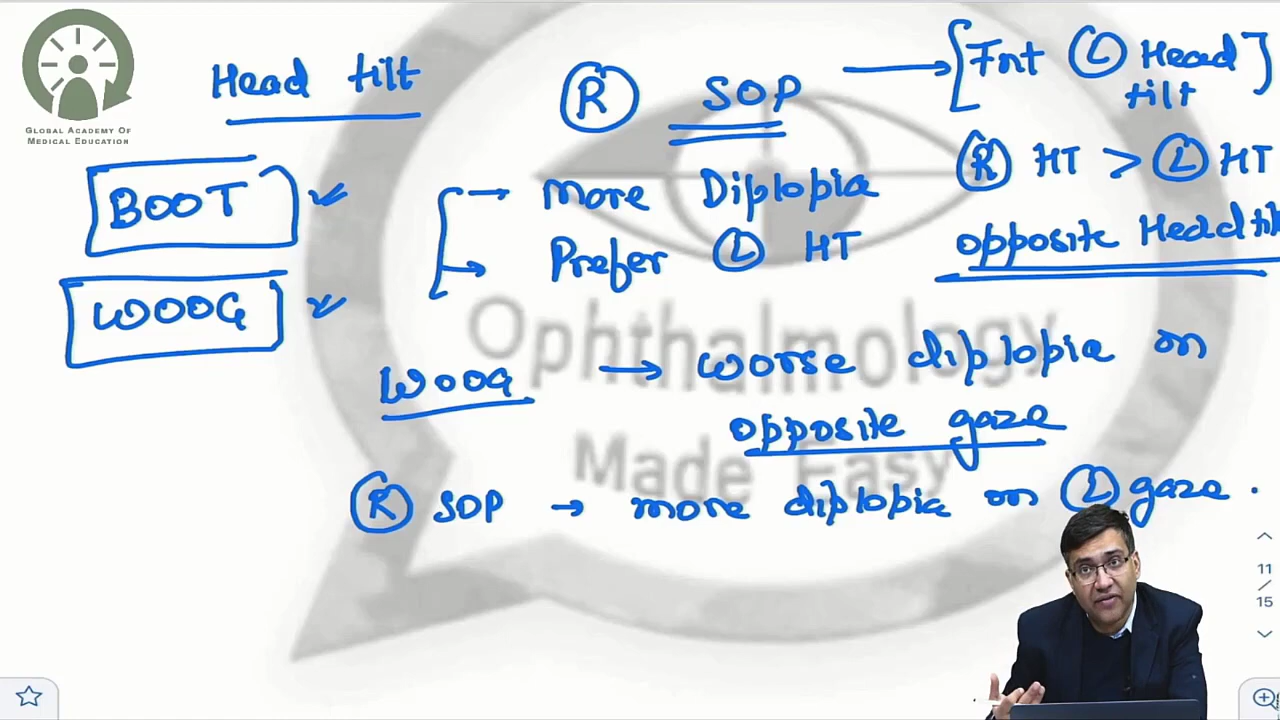 GLOBAL ACADEMY OF
MEDICAL EDUCATION
Head tilt
R SOP → [Fnt L Head tilt]
BOOT
→ More Diplopia
→ Prefer L HT
R HT > L HT
opposite Head til
WOOG
WOOG → worse diplopia on
opposite gaze
R SOP → more diplopia on L gaze.
Ophthalmology
Made Easy
11
/
15